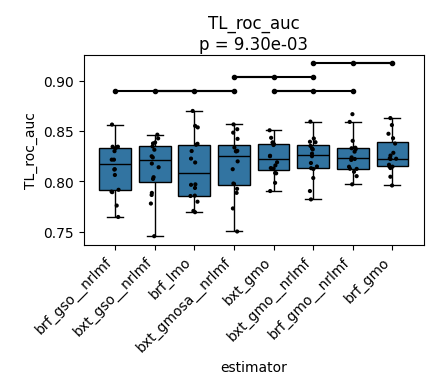 TL_roc_auc
p = 9.30e-03
TL_roc_auc
0.90
0.85
0.80
0.75
brf_gso__nrlmf
bxt_gso__nrlmf
brf_lmo
bxt_gmosa__nrlmf
bxt_gmo
bxt_gmo__nrlmf
brf_gmo__nrlmf
brf_gmo
estimator